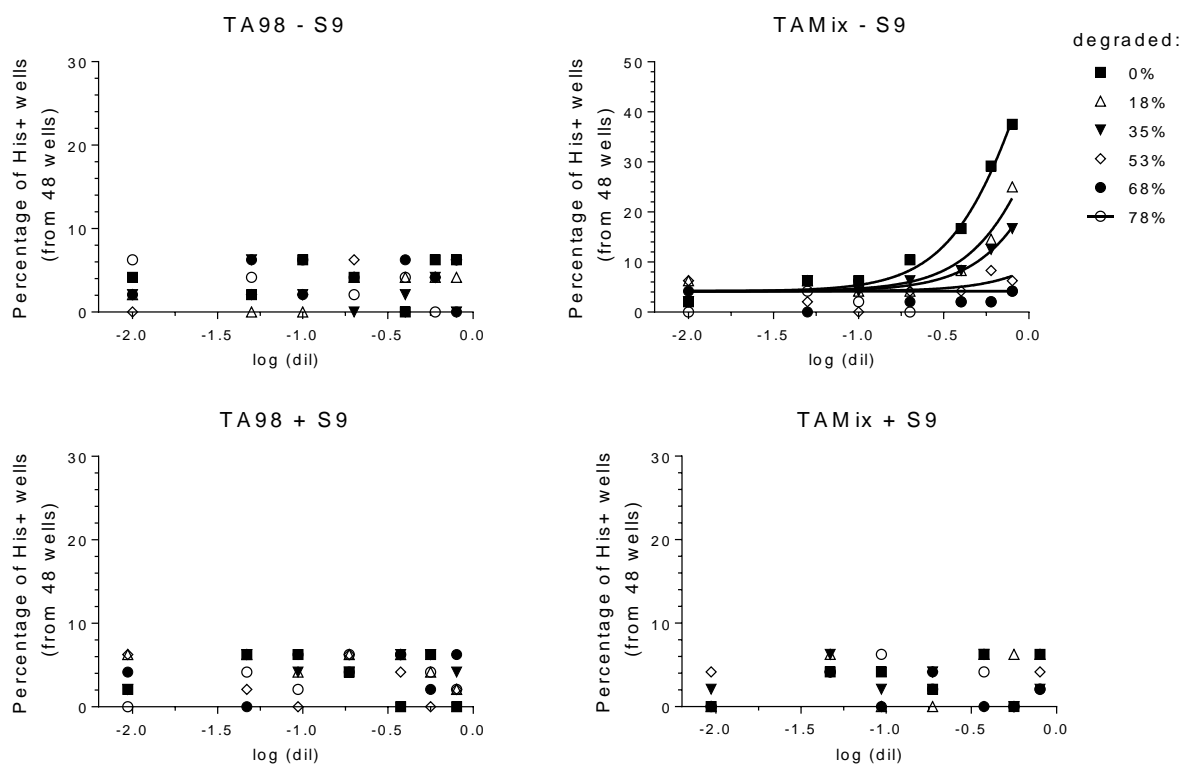 TA98 - S9
Percentage of His+ wells
(from 48 wells)
30
20
10
0
-2.0
-1.5
-1.0
-0.5
0.0
log (dil)
TAMix - S9
Percentage of His+ wells
(from 48 wells)
50
40
30
20
10
0
-2.0
-1.5
-1.0
-0.5
0.0
log (dil)
degraded:
0%
18%
35%
53%
68%
78%
TA98 + S9
Percentage of His+ wells
(from 48 wells)
30
20
10
0
-2.0
-1.5
-1.0
-0.5
0.0
log (dil)
TAMix + S9
Percentage of His+ wells
(from 48 wells)
30
20
10
0
-2.0
-1.5
-1.0
-0.5
0.0
log (dil)